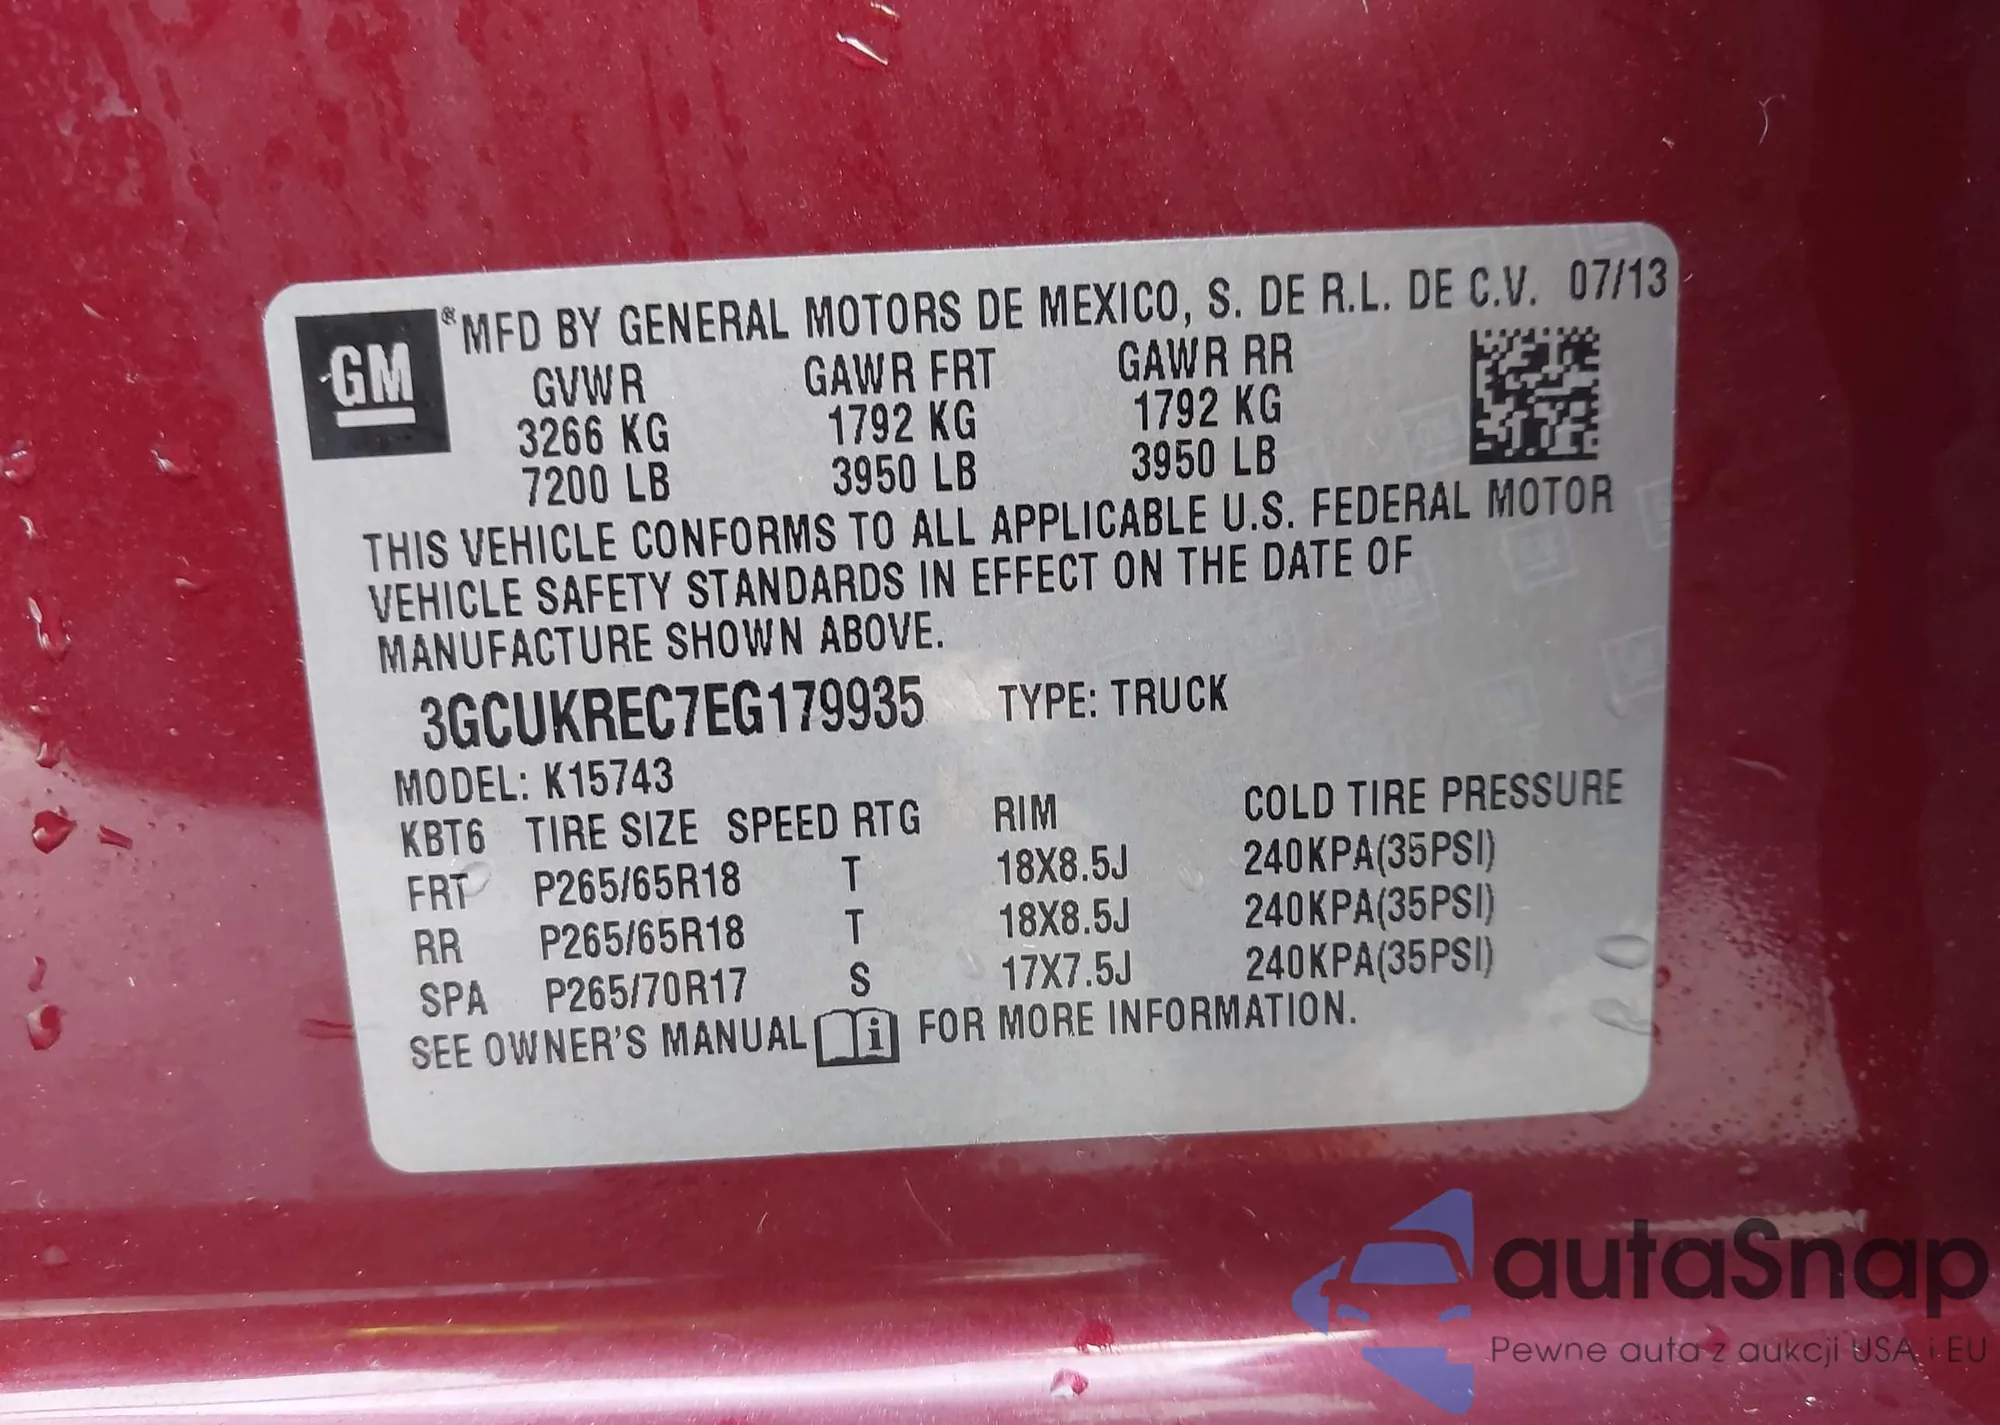 GM
®MFD BY GENERAL MOTORS DE MEXICO, S. DE R.L. DE C.V. 07/13
GVWR GAWR FRT GAWR RR
3266 KG 1792 KG 1792 KG
7200 LB 3950 LB 3950 LB
THIS VEHICLE CONFORMS TO ALL APPLICABLE U.S. FEDERAL MOTOR
VEHICLE SAFETY STANDARDS IN EFFECT ON THE DATE OF
MANUFACTURE SHOWN ABOVE.
3GCUKREC7EG179935 TYPE: TRUCK
MODEL: K15743
KBT6 TIRE SIZE SPEED RTG RIM COLD TIRE PRESSURE
FRT P265/65R18 T 18X8.5J 240KPA(35PSI)
RR P265/65R18 T 18X8.5J 240KPA(35PSI)
SPA P265/70R17 S 17X7.5J 240KPA(35PSI)
SEE OWNER'S MANUAL i FOR MORE INFORMATION.
autaSnap
Pewne auta z aukcji USA i EU